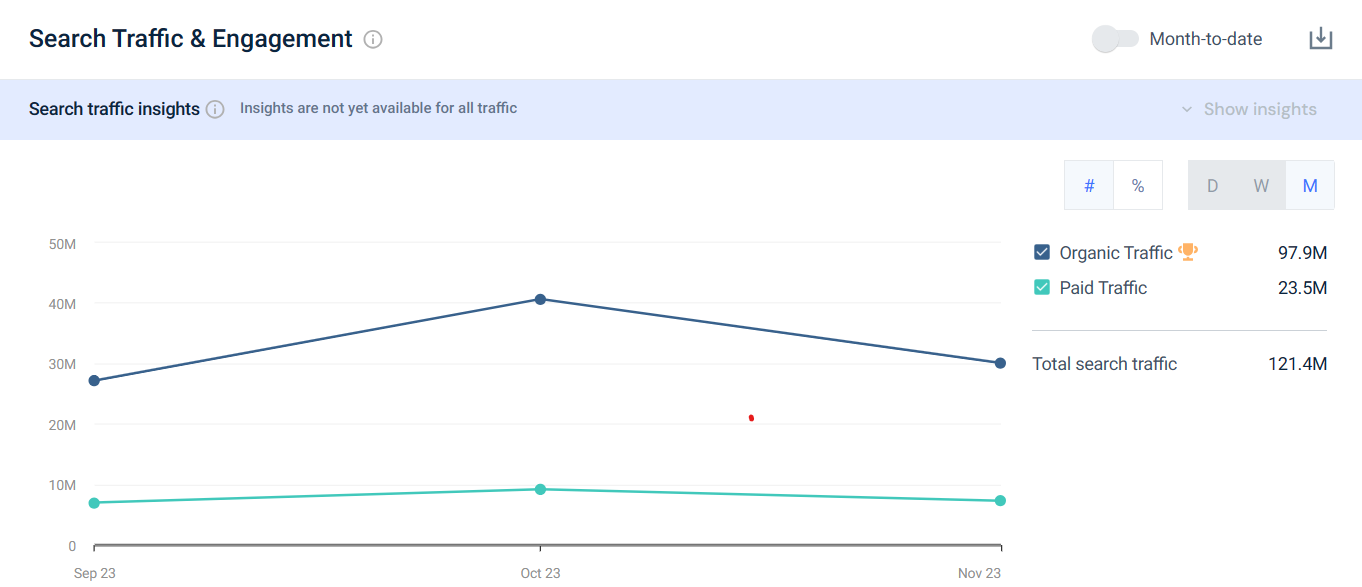 Search Traffic & Engagement
Month-to-date
Search traffic insights
Insights are not yet available for all traffic
Show insights
# % D W M
Organic Traffic 97.9M
Paid Traffic 23.5M
Total search traffic 121.4M
50M
40M
30M
20M
10M
0
Sep 23 Oct 23 Nov 23